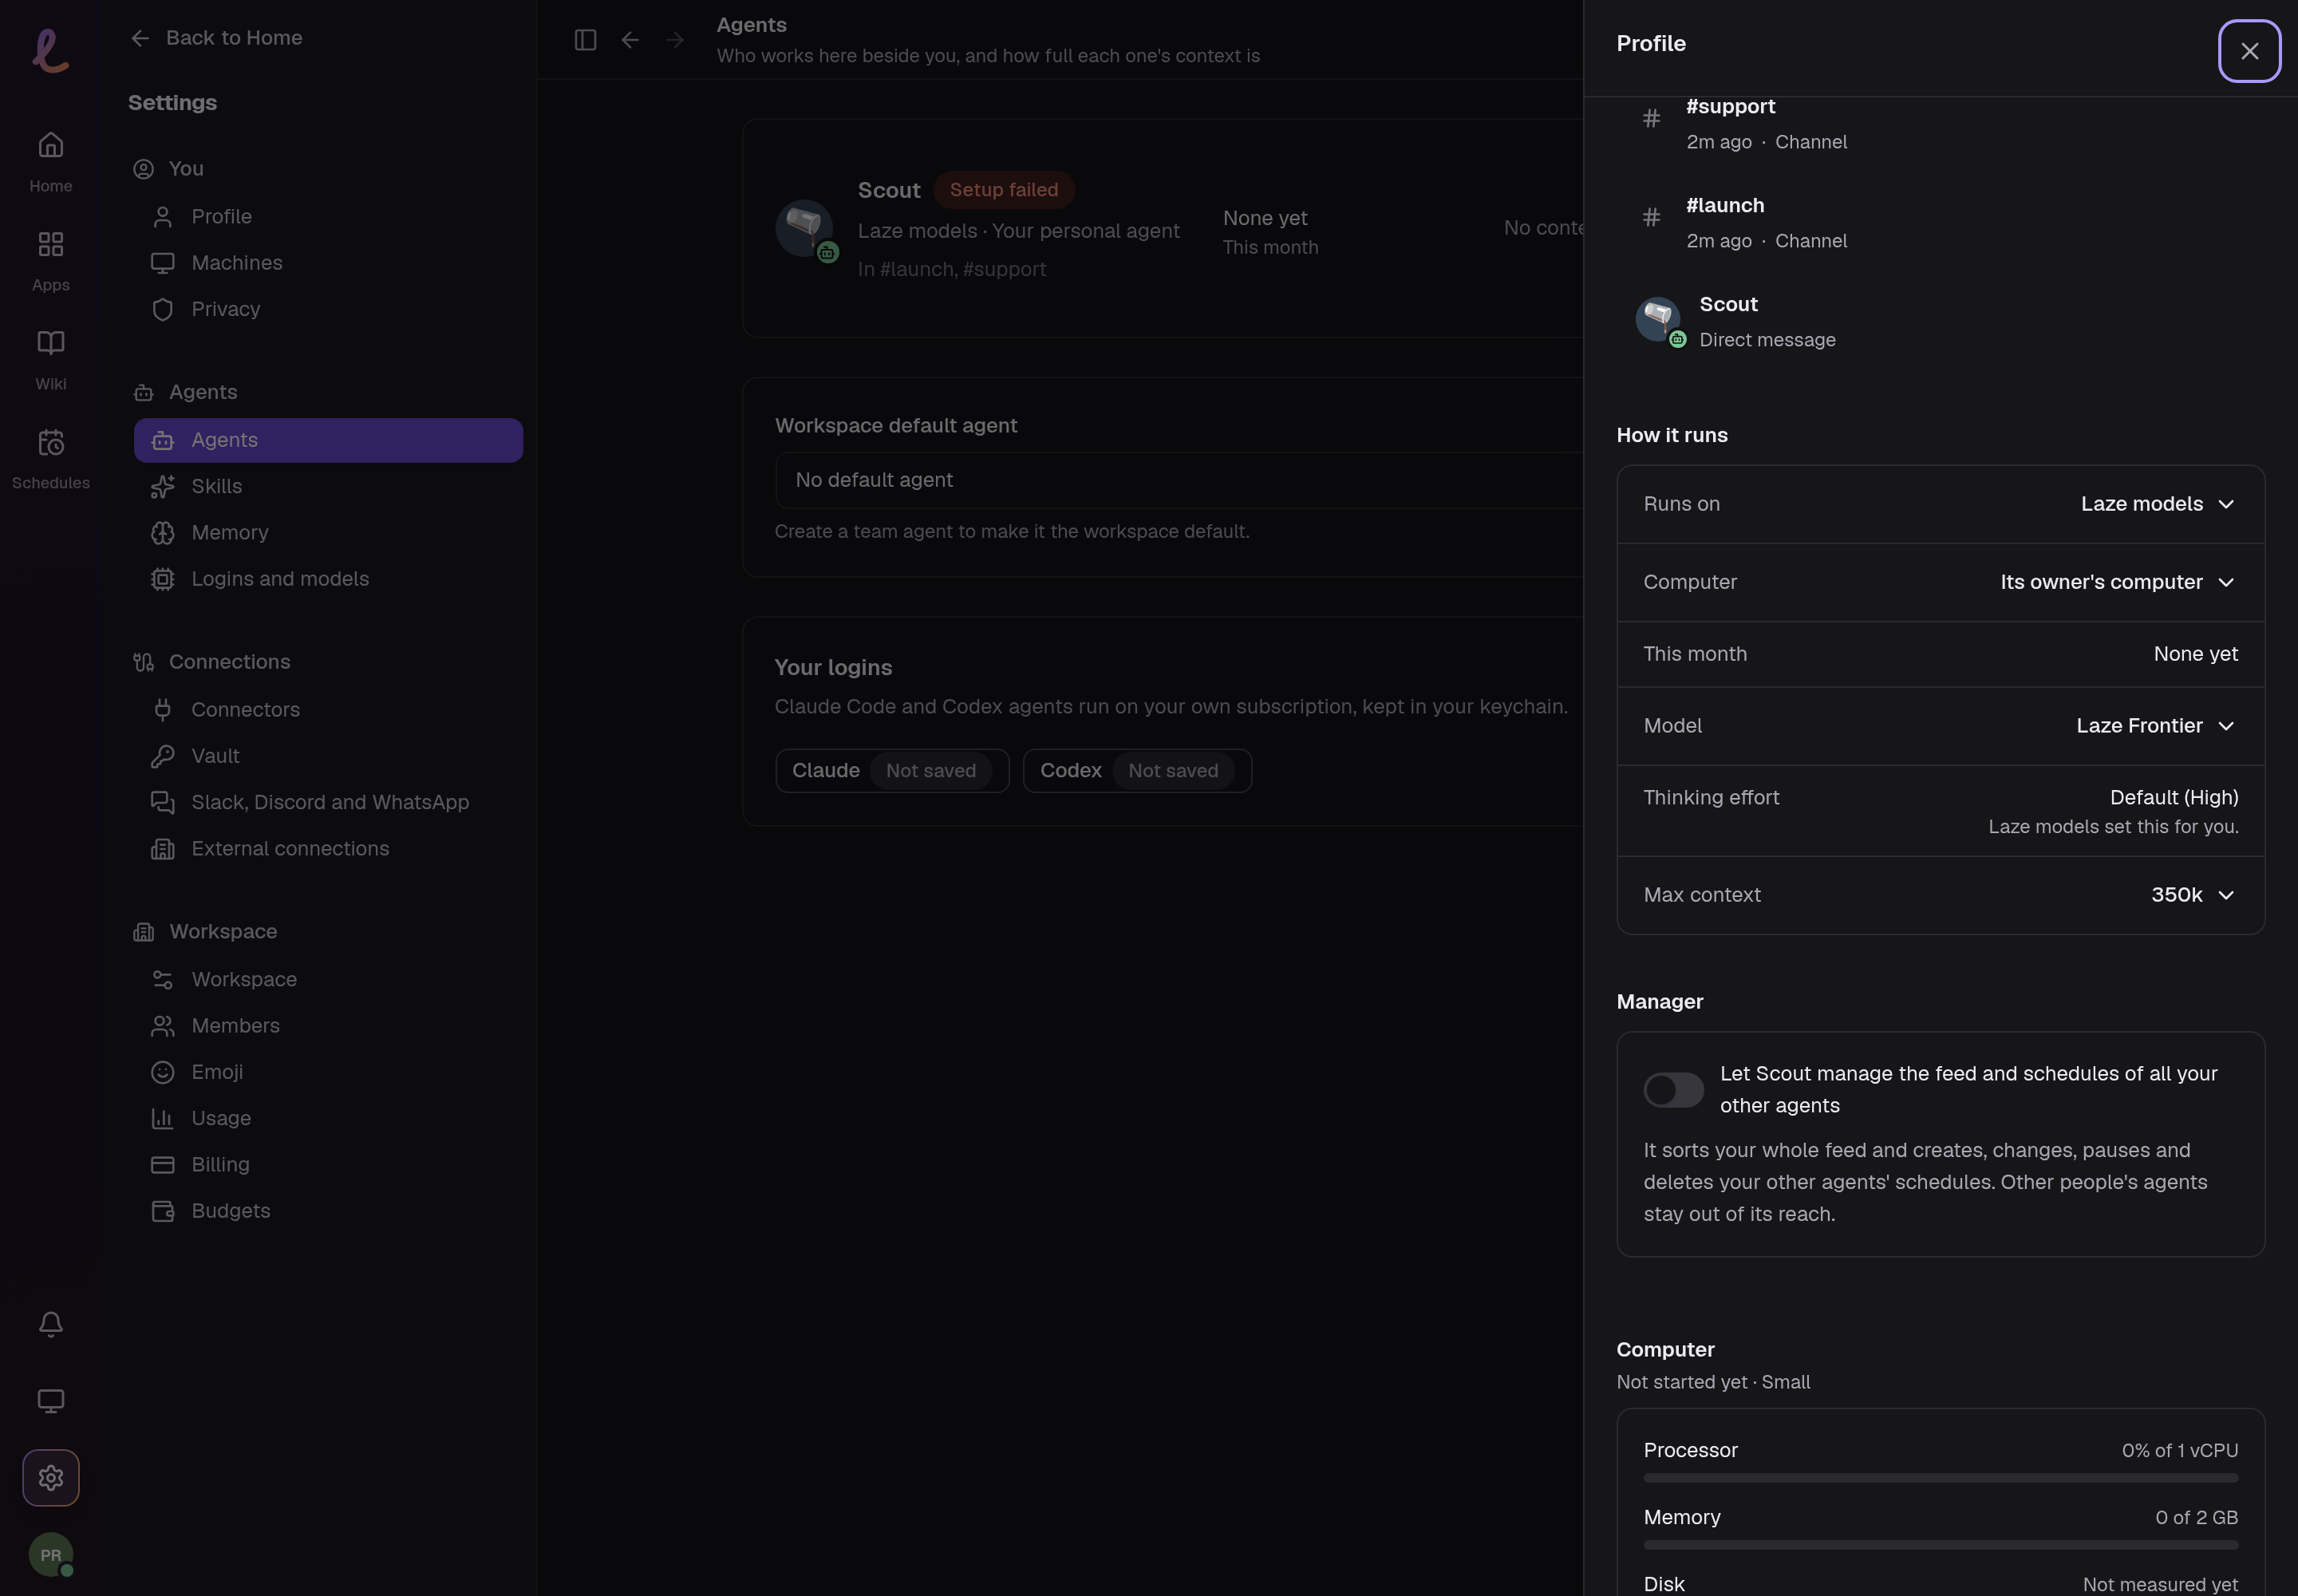 Home
Apps
Wiki
Schedules
PR
Back to Home
Settings
You
Profile
Machines
Privacy
Agents
Agents
Skills
Memory
Logins and models
Connections
Connectors
Vault
Slack, Discord and WhatsApp
External connections
Workspace
Workspace
Members
Emoji
Usage
Billing
Budgets
Agents
Who works here beside you, and how full each one's context is
Scout Setup failed
Laze models · Your personal agent
In #launch, #support
None yet
This month
No conte
Workspace default agent
No default agent
Create a team agent to make it the workspace default.
Your logins
Claude Code and Codex agents run on your own subscription, kept in your keychain.
Claude Not saved Codex Not saved
Profile
#support
2m ago · Channel
#launch
2m ago · Channel
Scout
Direct message
How it runs
Runs on Laze models
Computer Its owner's computer
This month None yet
Model Laze Frontier
Thinking effort Default (High)
Laze models set this for you.
Max context 350k
Manager
Let Scout manage the feed and schedules of all your
other agents
It sorts your whole feed and creates, changes, pauses and
deletes your other agents' schedules. Other people's agents
stay out of its reach.
Computer
Not started yet · Small
Processor 0% of 1 vCPU
Memory 0 of 2 GB
Disk Not measured yet